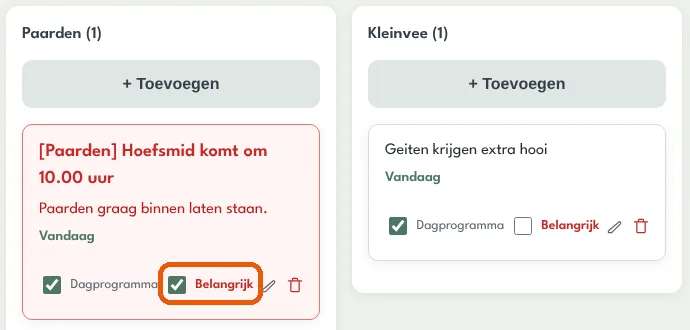 Paarden (1)
+ Toevoegen
[Paarden] Hoefsmid komt om
10.00 uur
Paarden graag binnen laten staan.
Vandaag
Dagprogramma Belangrijk
Kleinvee (1)
+ Toevoegen
Geiten krijgen extra hooi
Vandaag
Dagprogramma Belangrijk